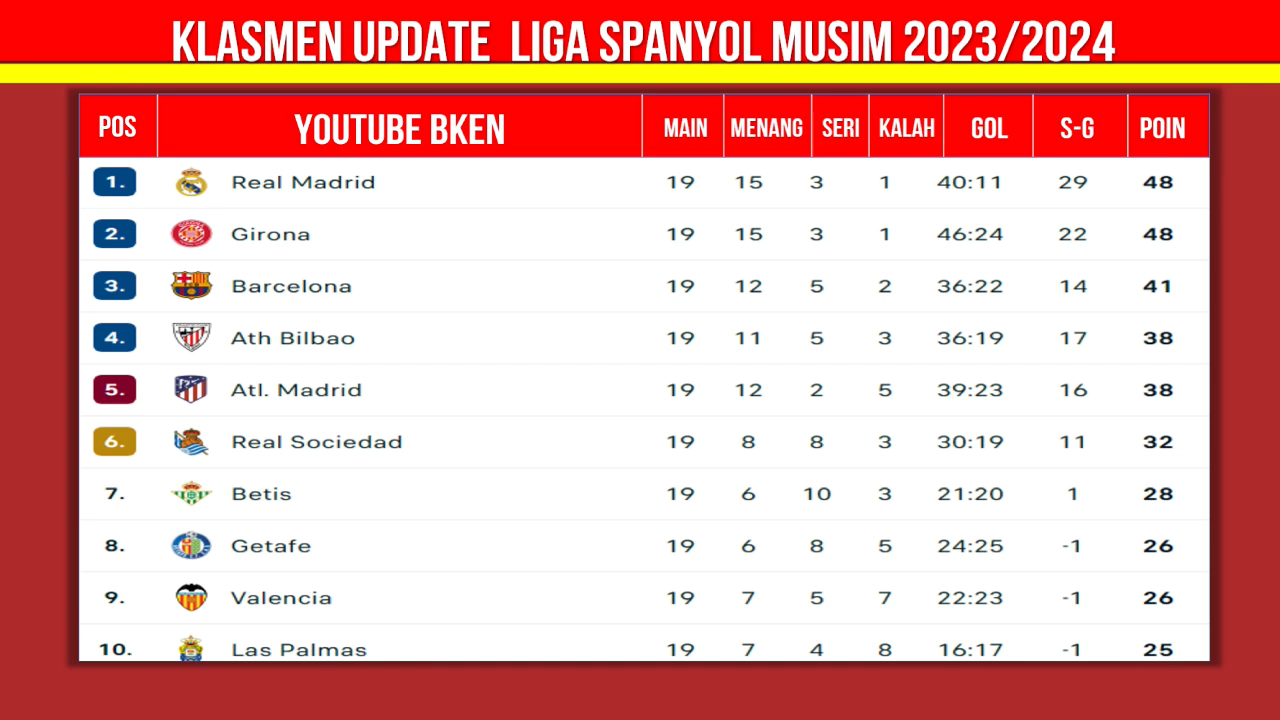 KLASMEN UPDATE LIGA SPANYOL MUSIM 2023/2024
POS YOUTUBE BKEN MAIN MENANG SERI KALAH GOL S-G POIN
1. Real Madrid 19 15 3 1 40:11 29 48
2. Girona 19 15 3 1 46:24 22 48
3. Barcelona 19 12 5 2 36:22 14 41
4. Ath Bilbao 19 11 5 3 36:19 17 38
5. Atl. Madrid 19 12 2 5 39:23 16 38
6. Real Sociedad 19 8 8 3 30:19 11 32
7. Betis 19 6 10 3 21:20 1 28
8. Getafe 19 6 8 5 24:25 -1 26
9. Valencia 19 7 5 7 22:23 -1 26
10. Las Palmas 19 7 4 8 16:17 -1 25